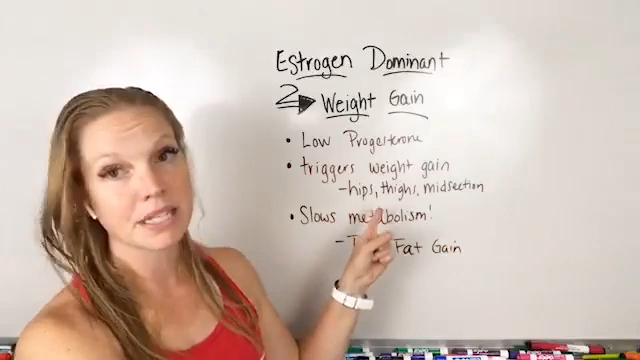 Estrogen Dominant
Weight Gain
• Low Progesterone
• triggers weight gain
- hips, thighs, midsection
• Slows metabolism!
- Fat Gain